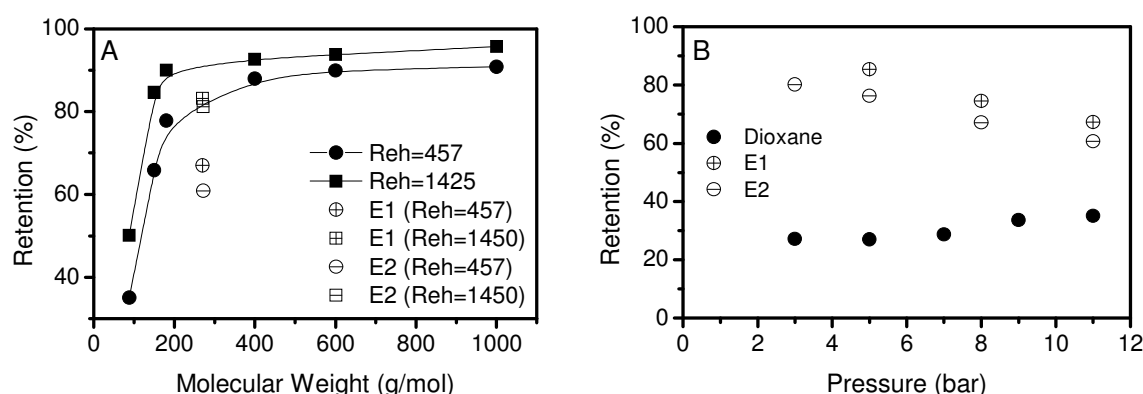 A
100
80
60
40
Retention (%)
0 200 400 600 800 1000
Molecular Weight (g/mol)
Reh=457
Reh=1425
E1 (Reh=457)
E1 (Reh=1450)
E2 (Reh=457)
E2 (Reh=1450)
B
100
80
60
40
20
0
Retention (%)
0 2 4 6 8 10 12
Pressure (bar)
Dioxane
E1
E2